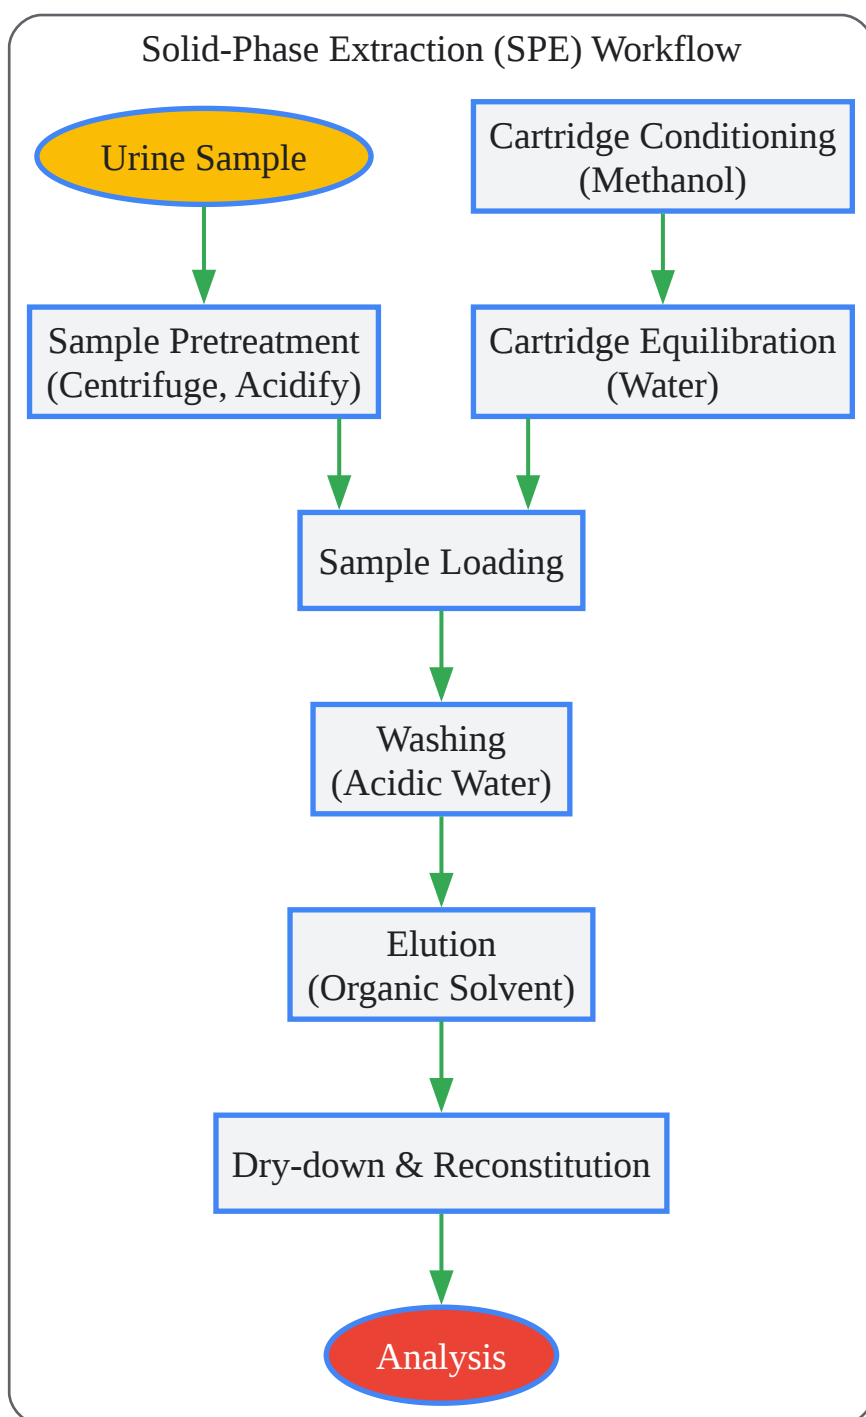 Solid-Phase Extraction (SPE) Workflow
Urine Sample
Cartridge Conditioning
(Methanol)
Sample Pretreatment
(Centrifuge, Acidify)
Cartridge Equilibration
(Water)
Sample Loading
Washing
(Acidic Water)
Elution
(Organic Solvent)
Dry-down & Reconstitution
Analysis